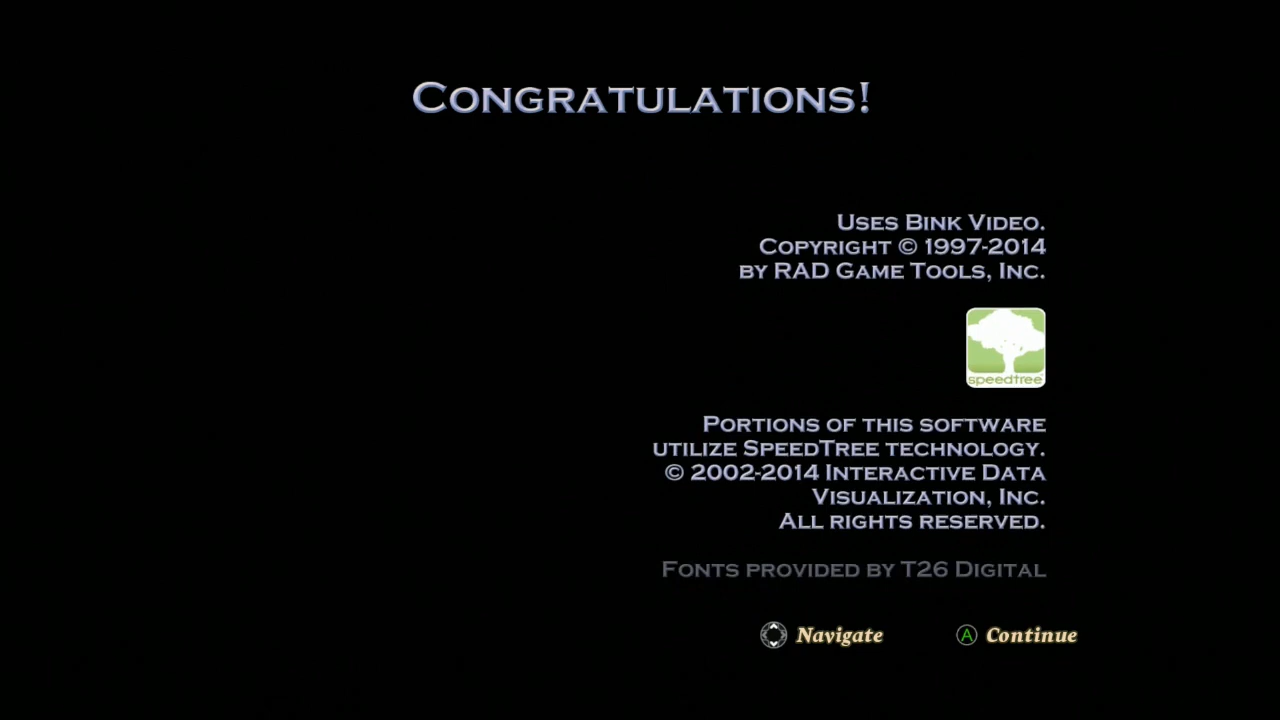 Congratulations!
Uses Bink Video.
Copyright © 1997-2014
by RAD Game Tools, Inc.
speedtree
Portions of this software
utilize SpeedTree technology.
© 2002-2014 Interactive Data
Visualization, Inc.
All rights reserved.
Fonts provided by T26 Digital
Navigate
A Continue